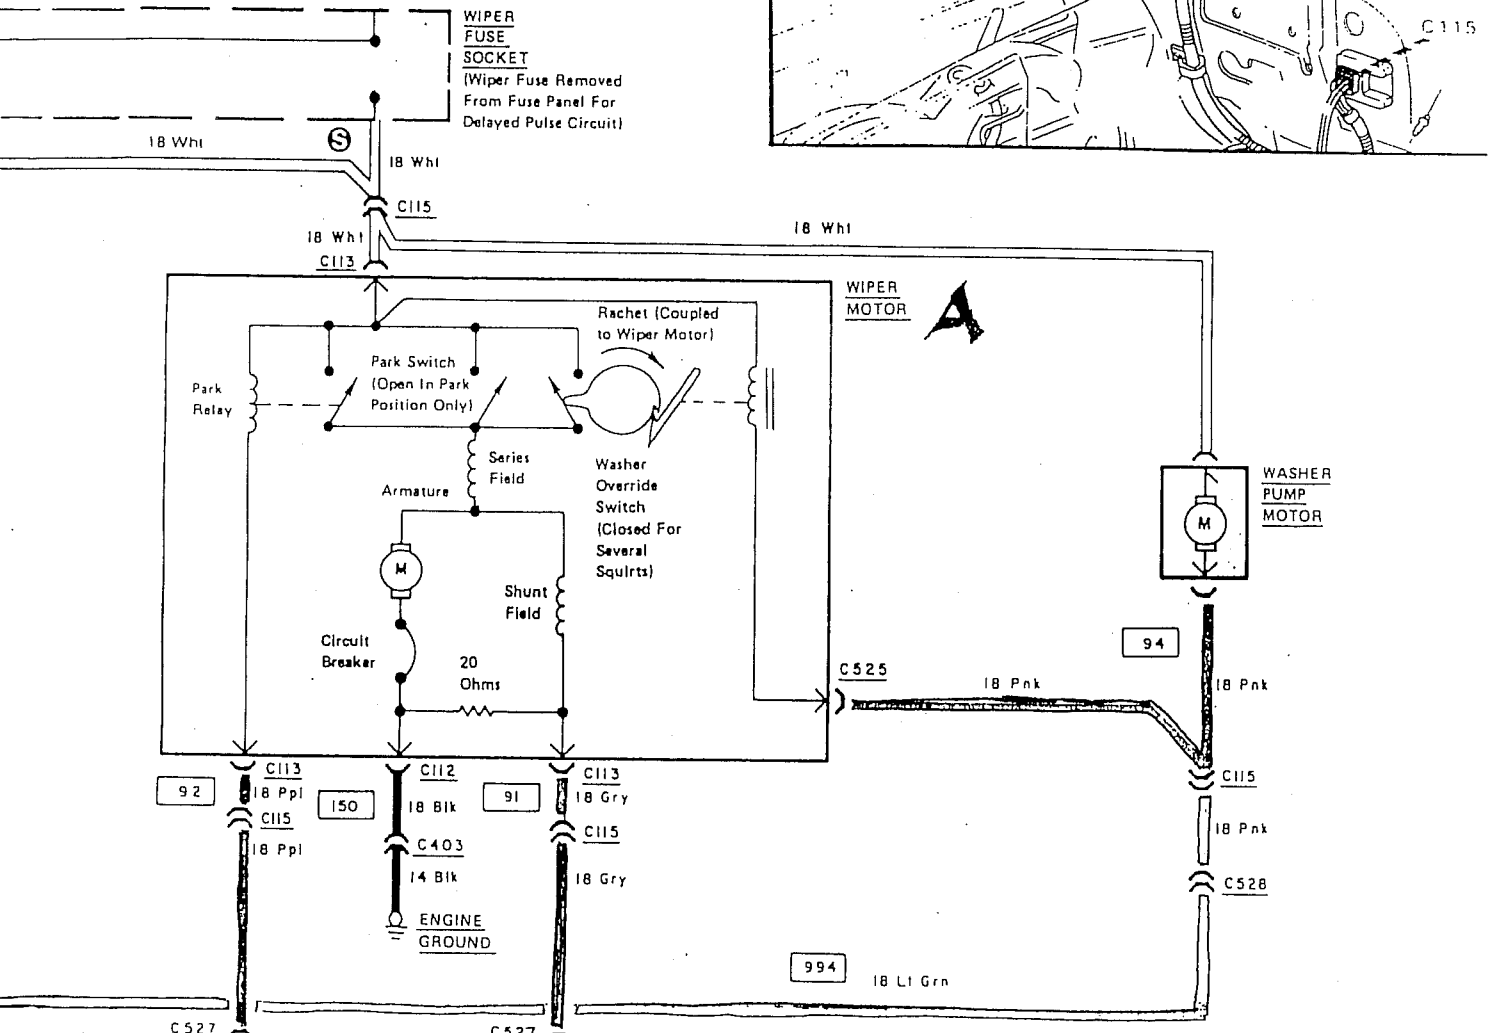 WIPER
FUSE
SOCKET
(Wiper Fuse Removed
From Fuse Panel For
Delayed Pulse Circuit)
C115
18 Wht
S
18 Wht
C115
18 Wht
18 Wht
C113
WIPER
MOTOR
A
Rachet (Coupled
to Wiper Motor)
Park Switch
(Open In Park
Position Only)
Park
Relay
Series
Field
Armature
Washer
Override
Switch
(Closed For
Several
Squirts)
WASHER
PUMP
MOTOR
M
M
Shunt
Field
Circuit
Breaker
20
Ohms
94
C525
18 Pnk
18 Pnk
C113
C112
C113
C115
92
18 Ppl
150
18 Blk
91
18 Gry
C115
C115
18 Pnk
18 Ppl
C403
14 Blk
18 Gry
C528
ENGINE
GROUND
994
18 Lt Grn
C527
C527